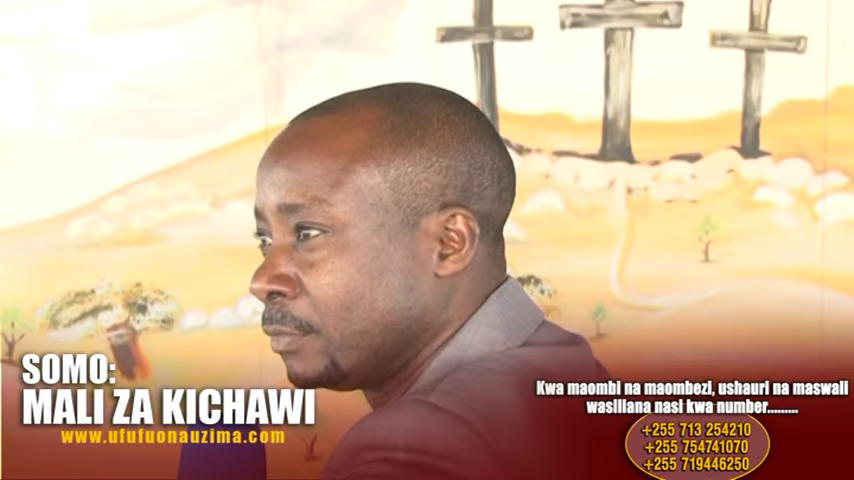 SOMO:
MALI ZA KICHAWI
www.ufufuonauzima.com
Kwa maombi na maombezi, ushauri na maswali
wasiliana nasi kwa number.........
+255 713 254210
+255 754741070
+255 719446250